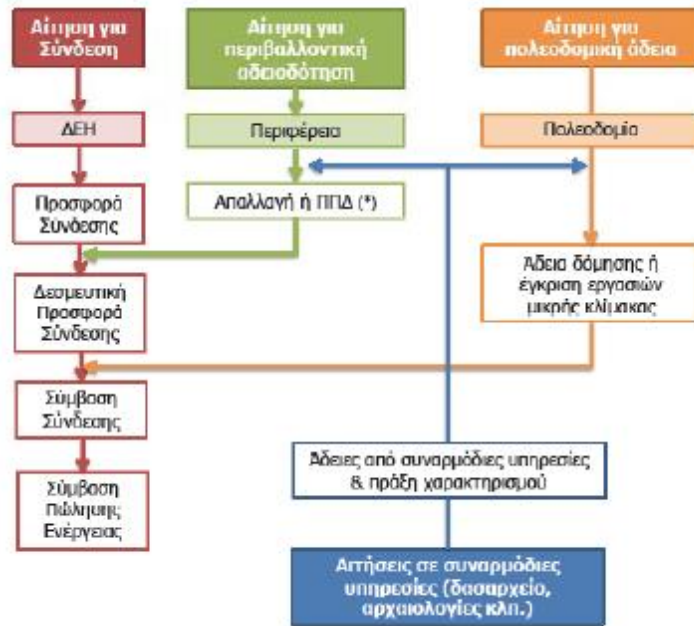 Αίτηση για
Σύνδεση
Αίτηση για
περιβαλλοντική
αδειοδότηση
Αίτηση για
πολεοδομική άδεια
ΔΕΗ
Περιφέρεια
Πολεοδομία
Προσφορά
Σύνδεσης
Απαλλαγή ή ΠΠΔ (*)
Δεσμευτική
Προσφορά
Σύνδεσης
Άδεια δόμησης ή
έγκριση εργασιών
μικρής κλίμακας
Σύμβαση
Σύνδεσης
Άδειες από συναρμόδιες υπηρεσίες
& πράξη χαρακτηρισμού
Σύμβαση
Πώλησης
Ενέργειας
Αιτήσεις σε συναρμόδιες
υπηρεσίες (δασαρχείο,
αρχαιολογίες κλπ.)